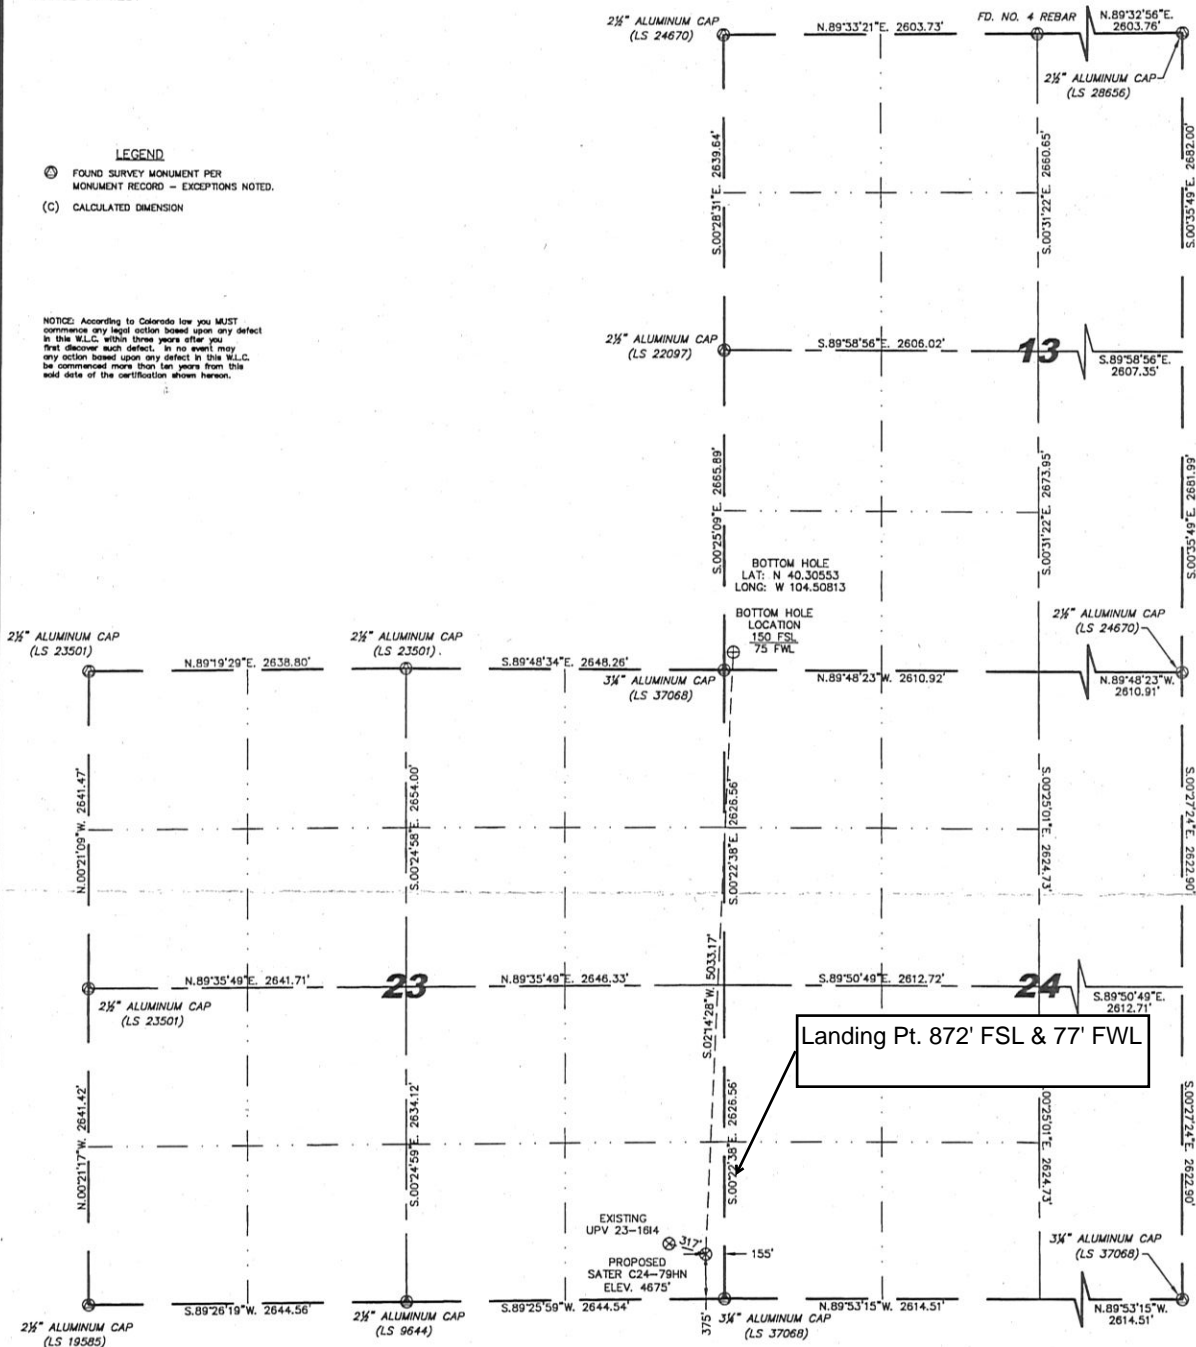 2½" ALUMINUM CAP
(LS 24670)
N.89°33'21"E. 2603.73'
FD. NO. 4 REBAR
N.89°32'56"E.
2603.76'
2½" ALUMINUM CAP
(LS 28656)
LEGEND
FOUND SURVEY MONUMENT PER
MONUMENT RECORD – EXCEPTIONS NOTED.
(C) CALCULATED DIMENSION
S.00°28'31"E. 2639.64'
S.00°31'22"E. 2660.65'
S.00°35'49"E. 2682.00'
NOTICE: According to Colorado law you MUST
commence any legal action based upon any defect
in this W.L.C. within three years after you
first discover such defect. In no event may
any action based upon any defect in this W.L.C.
be commenced more than ten years from this
said date of the certification shown hereon.
2½" ALUMINUM CAP
(LS 22097)
S.89°58'56"E. 2606.02'
13
S.89°58'56"E.
2607.35'
S.00°25'09"E. 2665.89'
S.00°31'22"E. 2673.95'
S.00°35'49"E. 2681.99'
BOTTOM HOLE
LAT: N 40.30553
LONG: W 104.50813
BOTTOM HOLE
LOCATION
150 FSL
75 FWL
2½" ALUMINUM CAP
(LS 24670)
2½" ALUMINUM CAP
(LS 23501)
N.89°19'29"E. 2638.80'
2½" ALUMINUM CAP
(LS 23501)
S.89°48'34"E. 2648.26'
3¼" ALUMINUM CAP
(LS 37068)
N.89°48'23"W. 2610.92'
N.89°48'23"W.
2610.91'
N.00°21'09"W. 2641.47'
S.00°24'58"E. 2654.00'
S.00°22'38"E. 2626.56'
S.00°25'01"E. 2624.73'
S.00°27'24"E. 2622.90'
N.89°35'49"E. 2641.71'
23
N.89°35'49"E. 2646.33'
S.02°14'28"W. 5033.17'
S.89°50'49"E. 2612.72'
24
S.89°50'49"E.
2612.71'
2½" ALUMINUM CAP
(LS 23501)
Landing Pt. 872' FSL & 77' FWL
N.00°21'17"W. 2641.42'
S.00°24'59"E. 2634.12'
S.00°22'38"E. 2626.56'
00°25'01"E. 2624.73'
S.00°27'24"E. 2622.90'
EXISTING
UPV 23-16I4
317'
PROPOSED
SATER C24-79HN
ELEV. 4675'
155'
375'
3¼" ALUMINUM CAP
(LS 37068)
S.89°26'19"W. 2644.56'
S.89°25'59"W. 2644.54'
N.89°53'15"W. 2614.51'
N.89°53'15"W.
2614.51'
2½" ALUMINUM CAP
(LS 19585)
2½" ALUMINUM CAP
(LS 9644)
3¼" ALUMINUM CAP
(LS 37068)